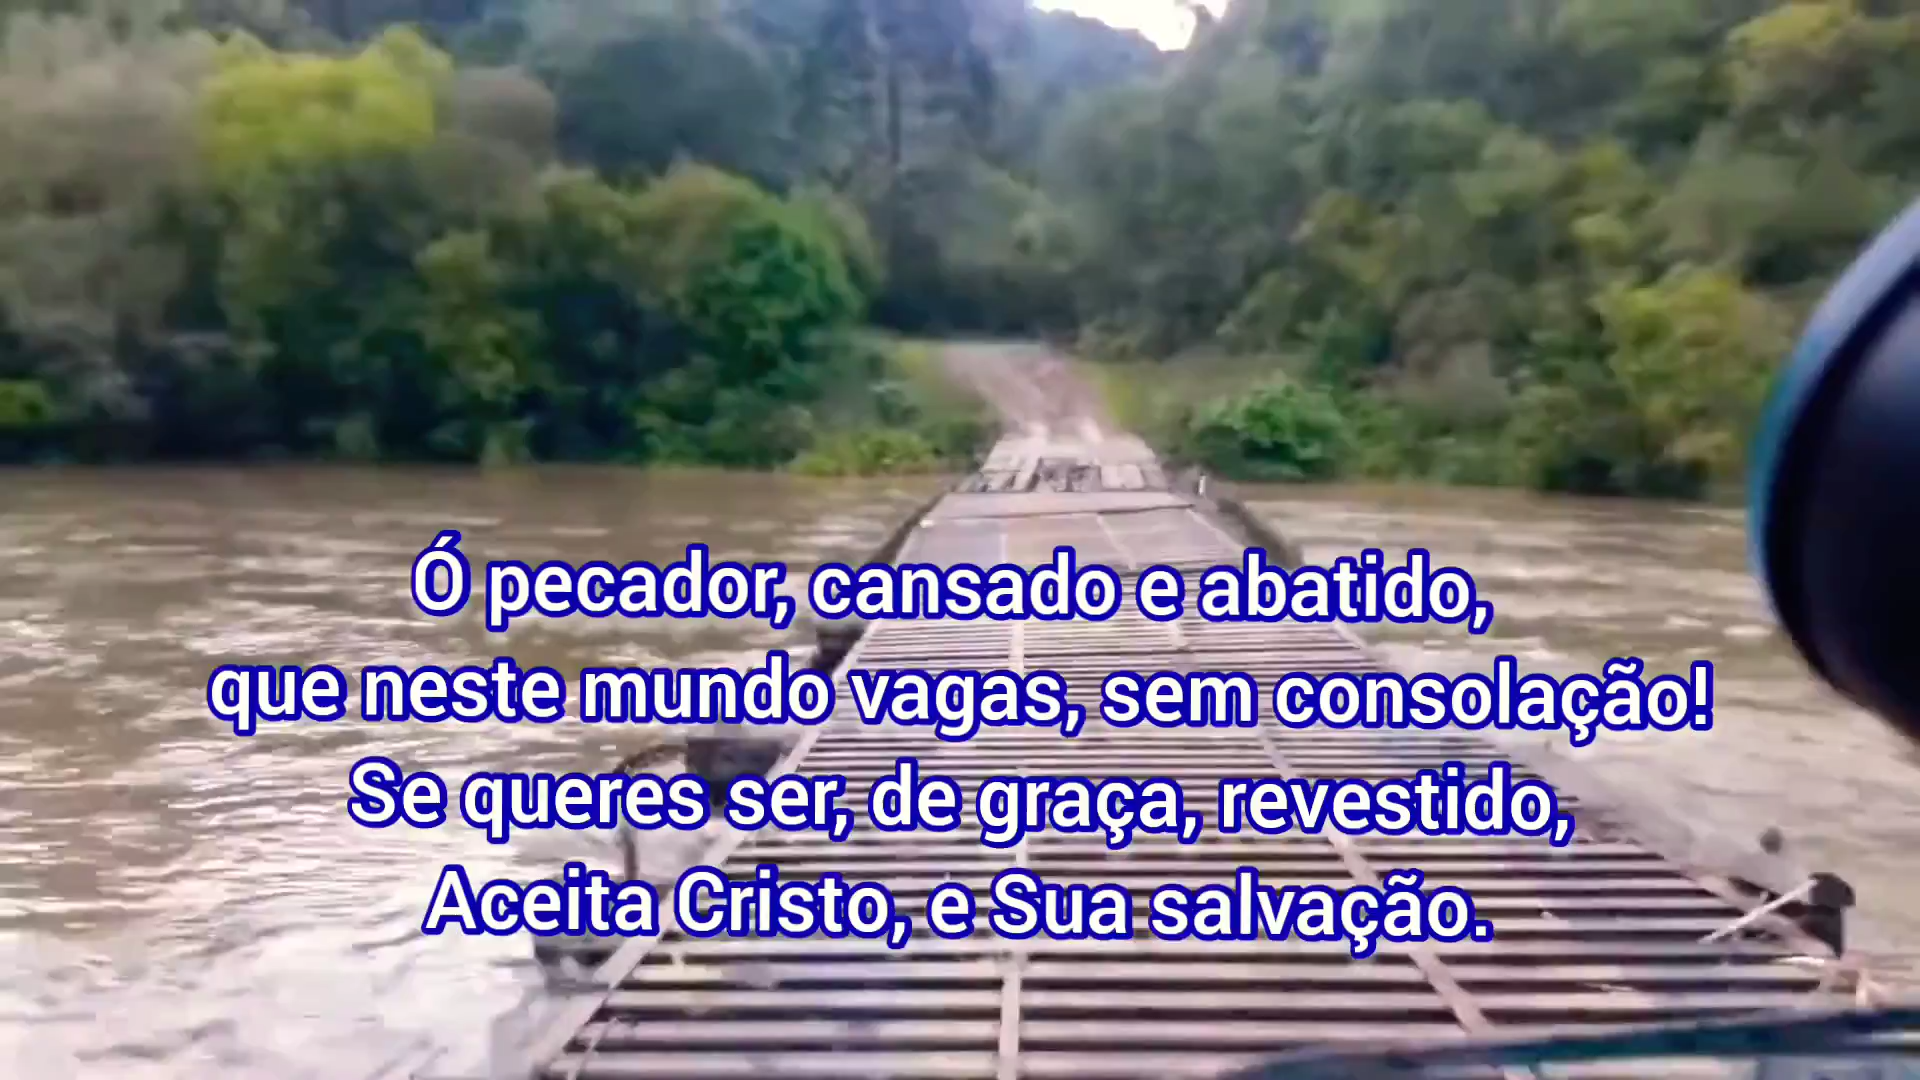 Ó pecador, cansado e abatido,
que neste mundo vagas, sem consolação!
Se queres ser, de graça, revestido,
Aceita Cristo, e Sua salvação.